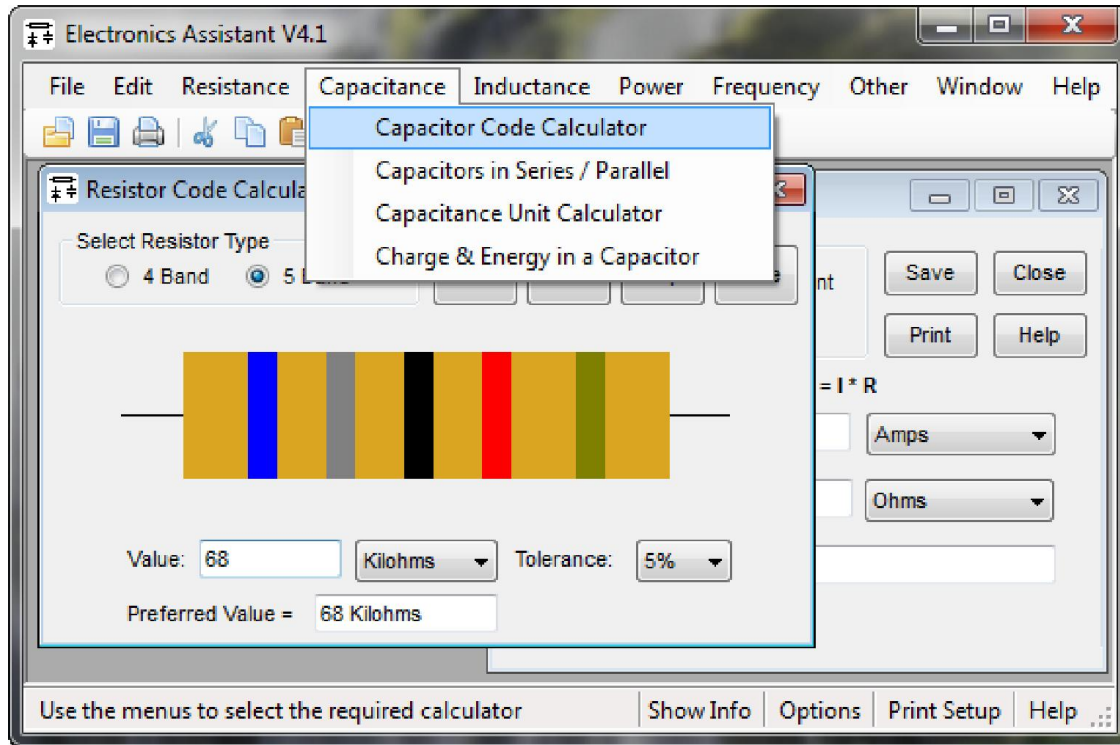 Electronics Assistant V4.1
File Edit Resistance Capacitance Inductance Power Frequency Other Window Help
Capacitor Code Calculator
Capacitors in Series / Parallel
Capacitance Unit Calculator
Charge & Energy in a Capacitor
Resistor Code
Select Resistor Type
4 Band 5
Save Close
Print Help
= I * R
Amps
Ohms
Value: 68 Kilohms Tolerance: 5%
Preferred Value = 68 Kilohms
Use the menus to select the required calculator Show Info Options Print Setup Help